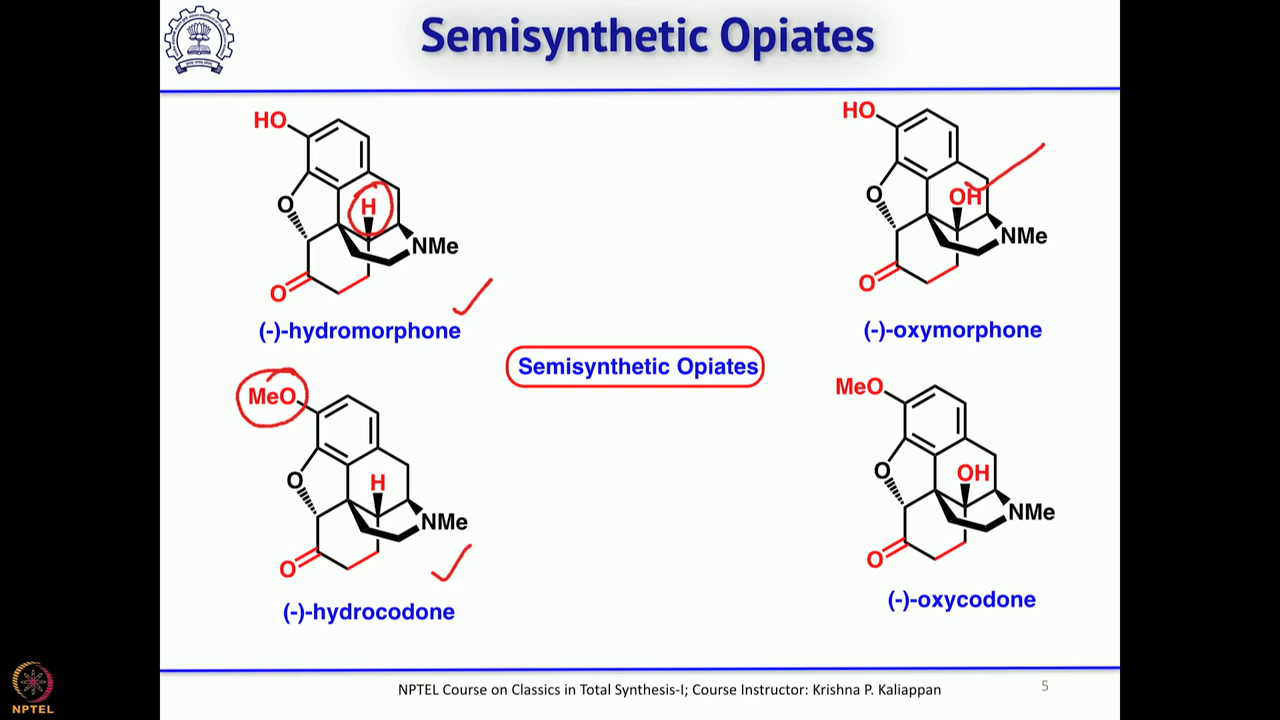 Semisynthetic Opiates
HO
H
O
NMe
O
(-)-hydromorphone
HO
OH
O
NMe
O
(-)-oxymorphone
Semisynthetic Opiates
MeO
H
O
NMe
O
(-)-hydrocodone
MeO
OH
O
NMe
O
(-)-oxycodone
NPTEL
NPTEL Course on Classics in Total Synthesis-I; Course Instructor: Krishna P. Kaliappan
5